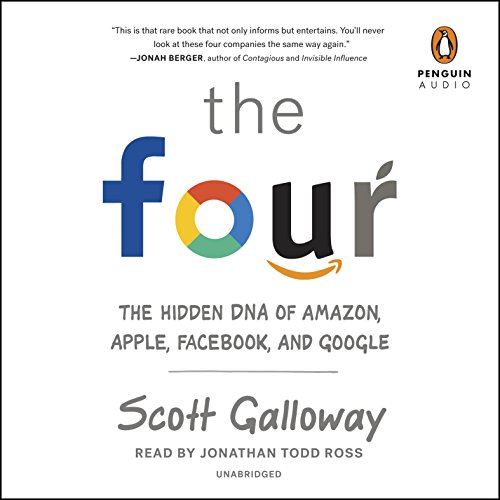 "This is that rare book that not only informs but entertains. You'll never
look at these four companies the same way again."
—JONAH BERGER, author of Contagious and Invisible Influence
PENGUIN
AUDIO
the
four
THE HIDDEN DNA OF AMAZON,
APPLE, FACEBOOK, AND GOOGLE
Scott Galloway
READ BY JONATHAN TODD ROSS
UNABRIDGED